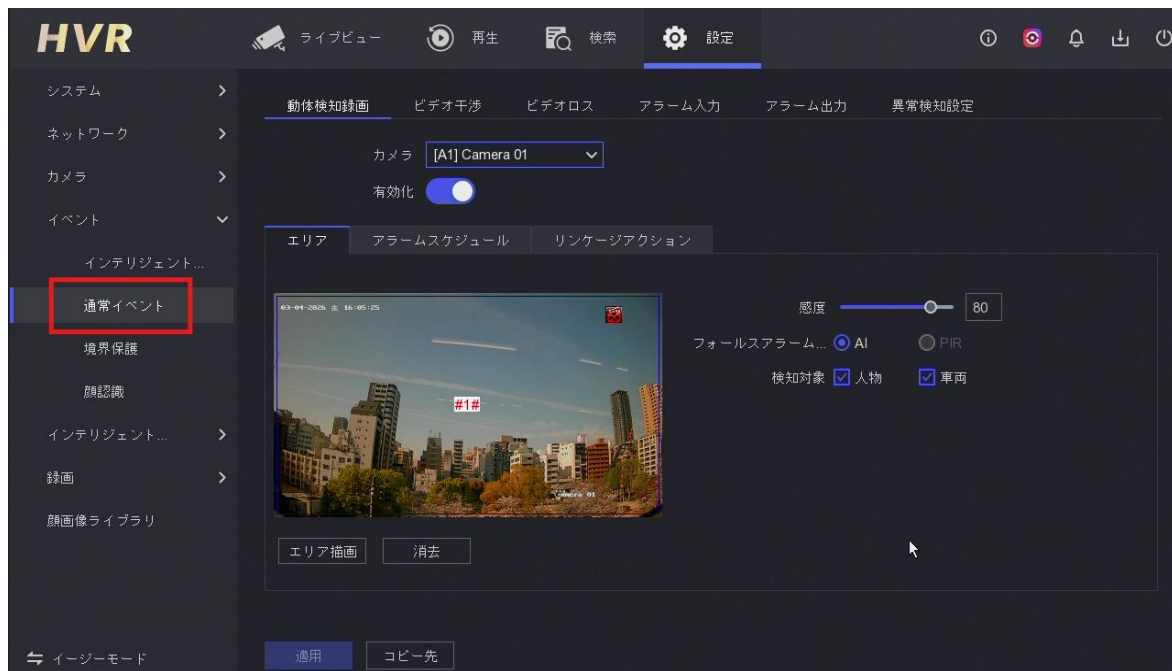 HVR
ライブビュー
再生
検索
設定
システム
ネットワーク
カメラ
イベント
インテリジェント...
通常イベント
境界保護
顔認識
インテリジェント...
録画
顔画像ライブラリ
イージーモード
動体検知録画 ビデオ干渉 ビデオロス アラーム入力 アラーム出力 異常検知設定
カメラ [A1] Camera 01
有効化
エリア アラームスケジュール リンケージアクション
03-04-2026 水 16:05:25
#1#
Camera 01
感度 80
フォールスアラーム... AI PIR
検知対象 人物 車両
エリア描画 消去
適用 コピー先